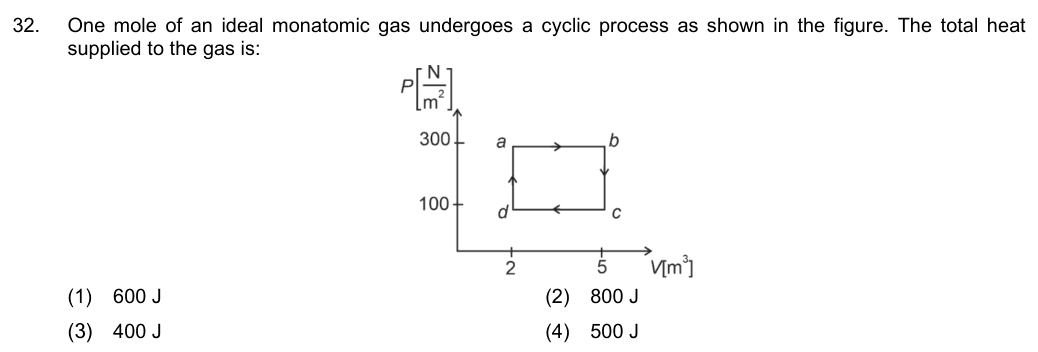 32. One mole of an ideal monatomic gas undergoes a cyclic process as shown in the figure. The total heat
supplied to the gas is:
P[N/m²]
300
a
b
100
d
c
2
5
V[m³]
(1) 600 J
(2) 800 J
(3) 400 J
(4) 500 J